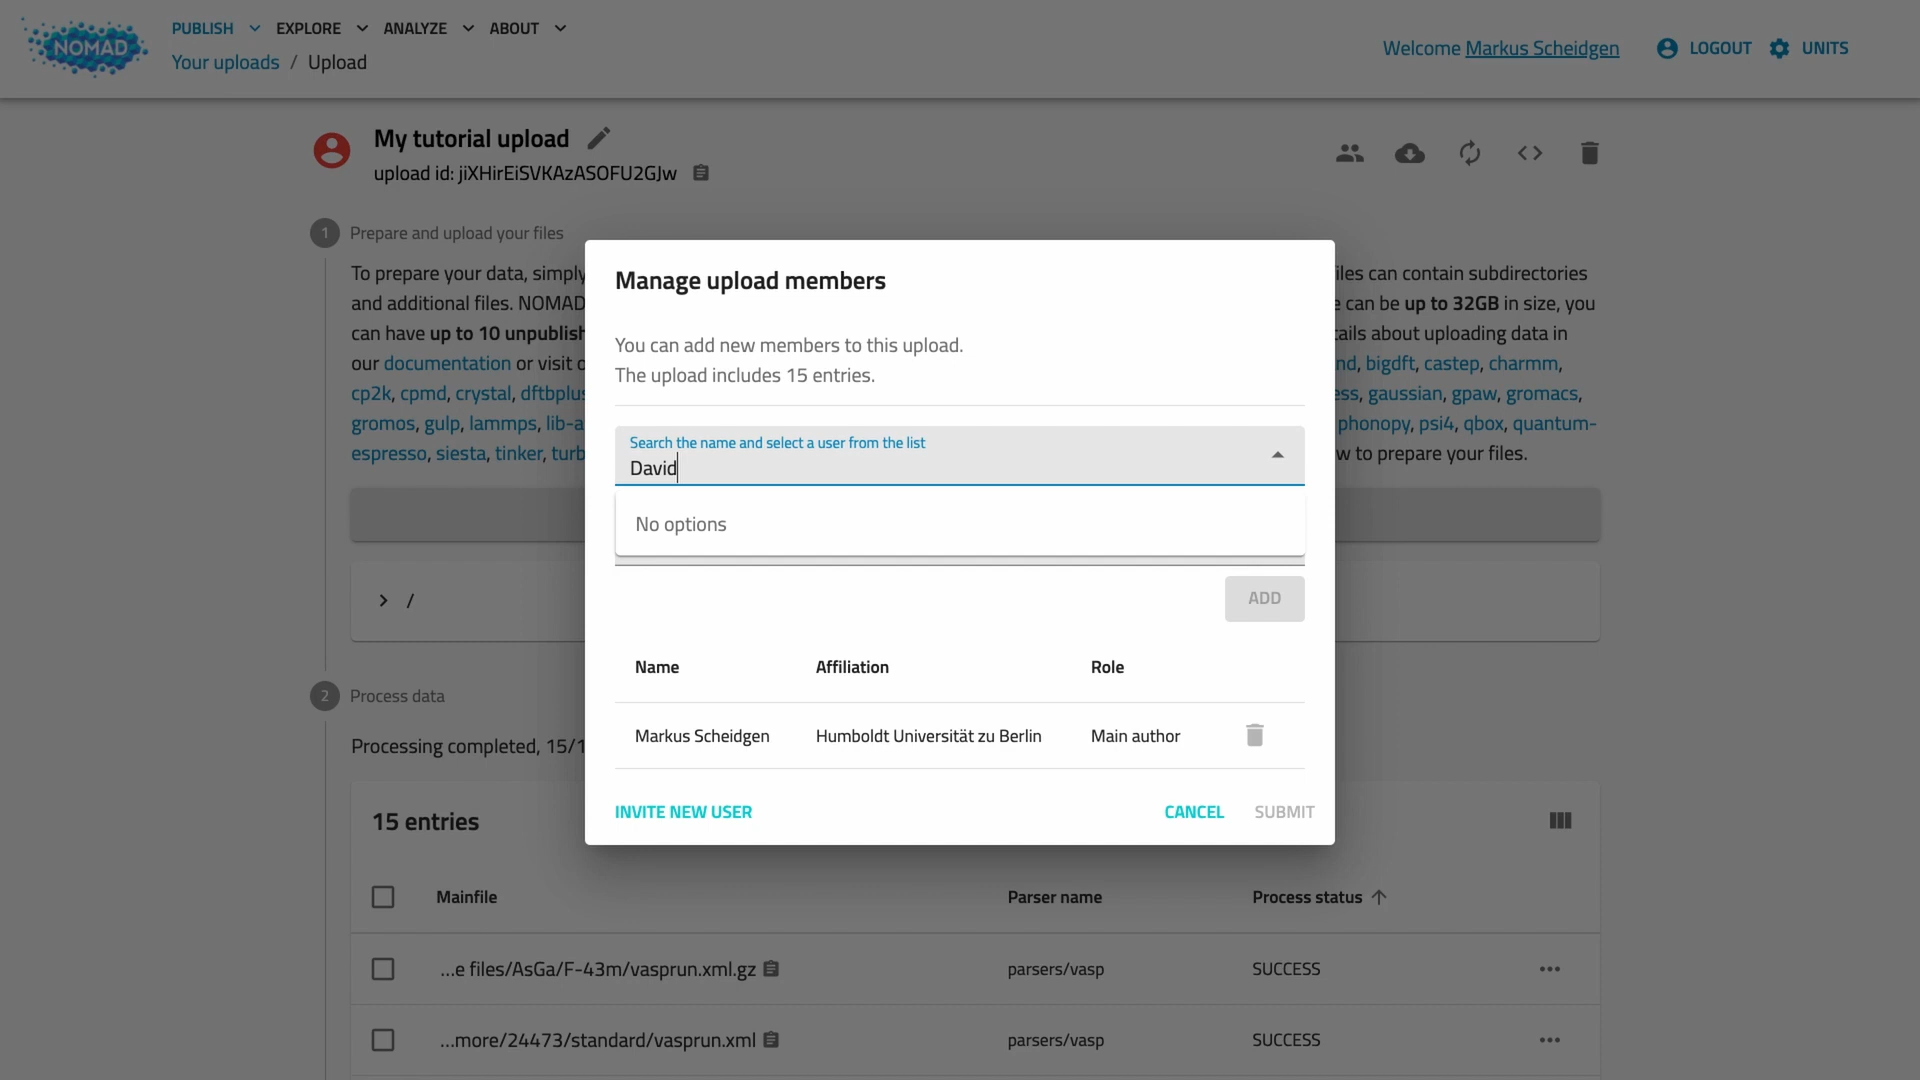 NOMAD
PUBLISH EXPLORE ANALYZE ABOUT
Your uploads / Upload
Welcome Markus Scheidgen LOGOUT UNITS
My tutorial upload
upload id: jiXHirEiSVKAzASOFU2GJw
1 Prepare and upload your files
To prepare your data, simply
iles can contain subdirectories
and additional files. NOMAD
can be up to 32GB in size, you
can have up to 10 unpublish
tails about uploading data in
our documentation or visit
bigdft, castep, charmm,
cp2k, cpmd, crystal, dftbplus
gaussian, gpaw, gromacs,
gromos, gulp, lammps, lib-a
phonopy, psi4, qbox, quantum-
espresso, siesta, tinker, turb
w to prepare your files.
Manage upload members
You can add new members to this upload.
The upload includes 15 entries.
Search the name and select a user from the list
David
No options
ADD
/
Name Affiliation Role
Markus Scheidgen Humboldt Universität zu Berlin Main author
INVITE NEW USER CANCEL SUBMIT
2 Process data
Processing completed, 15/1
15 entries
Mainfile Parser name Process status
...e files/AsGa/F-43m/vasprun.xml.gz parsers/vasp SUCCESS
...more/24473/standard/vasprun.xml parsers/vasp SUCCESS